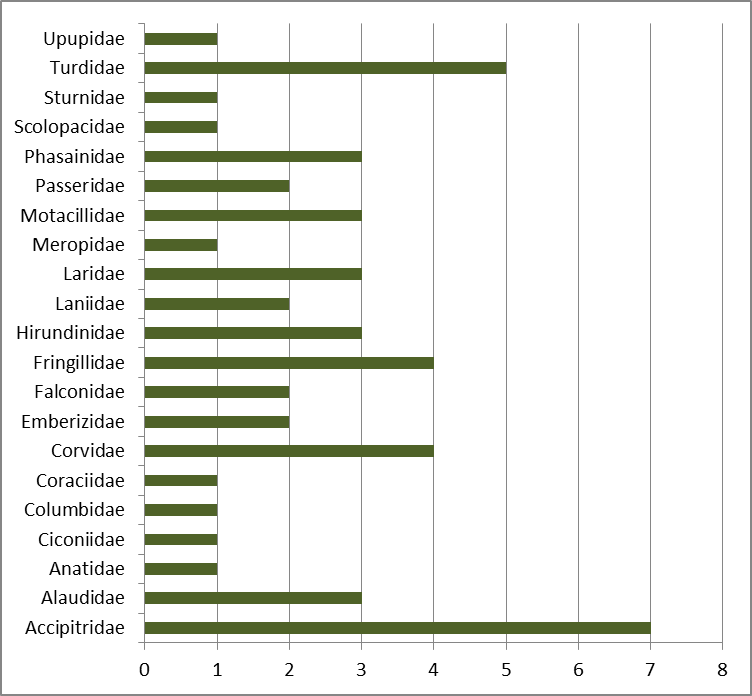 Upupidae
Turdidae
Sturnidae
Scolopacidae
Phasainidae
Passeridae
Motacillidae
Meropidae
Laridae
Laniidae
Hirundinidae
Fringillidae
Falconidae
Emberizidae
Corvidae
Coraciidae
Columbidae
Ciconiidae
Anatidae
Alaudidae
Accipitridae
0 1 2 3 4 5 6 7 8